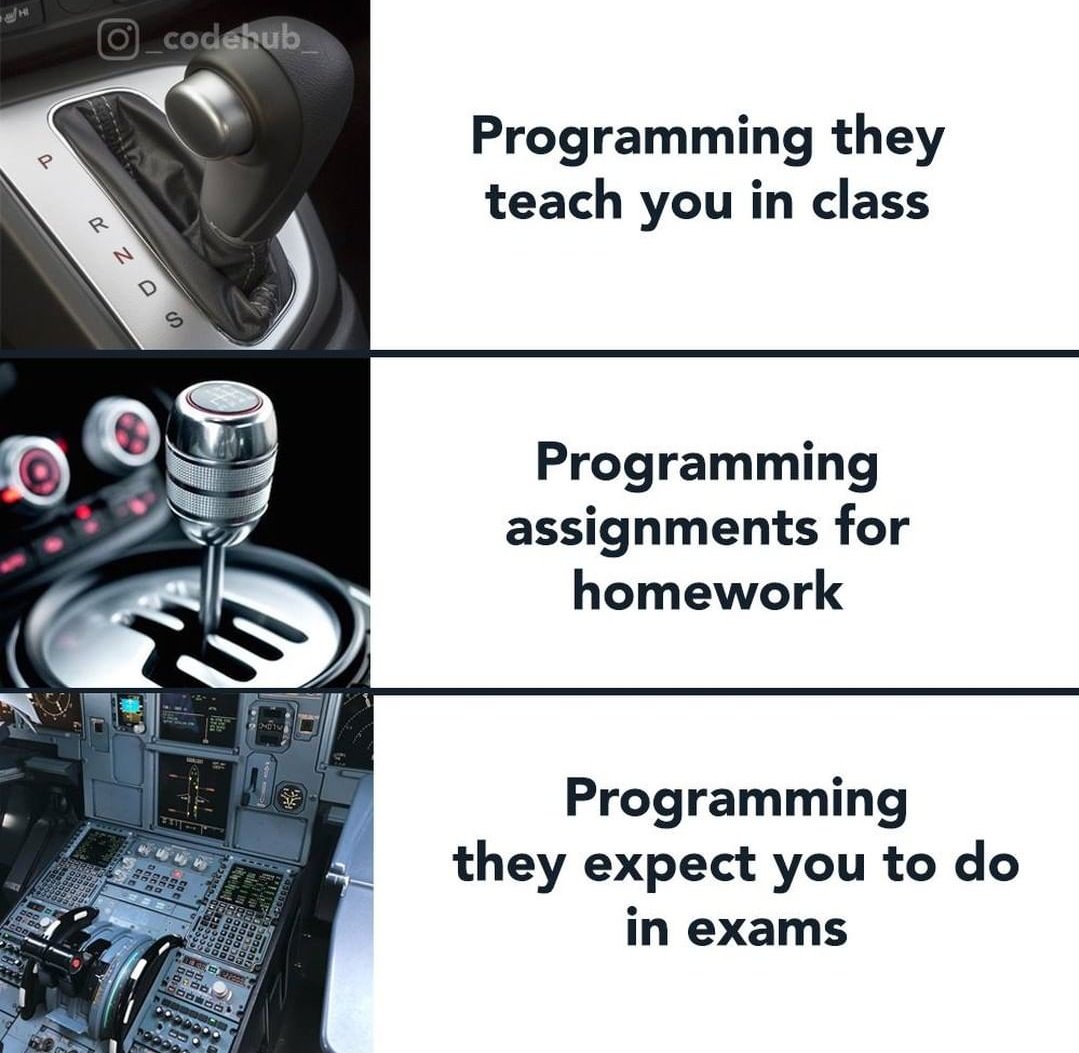 _codehub_
Programming they
teach you in class
P
R
N
D
S
Programming
assignments for
homework
Programming
they expect you to do
in exams